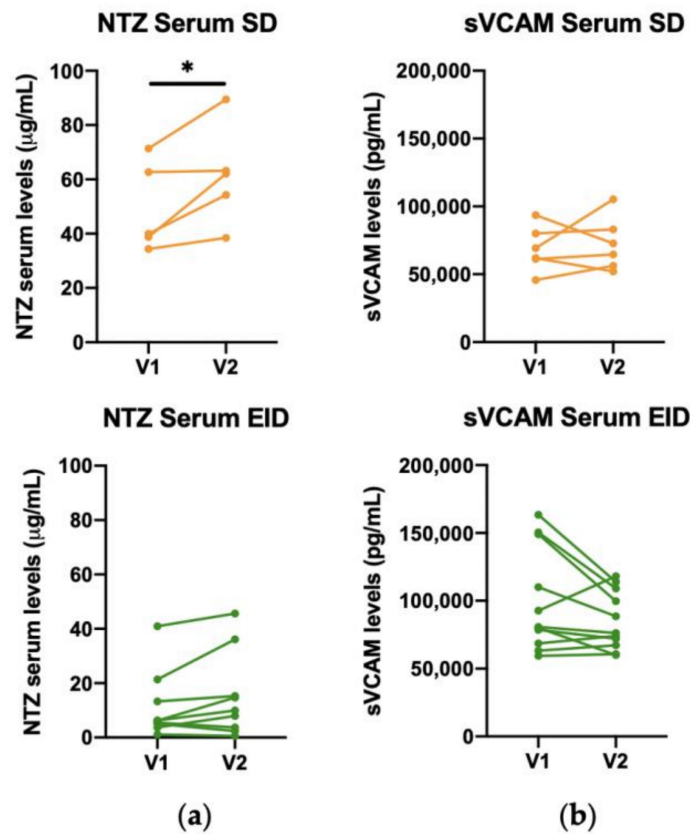 NTZ Serum SD
NTZ serum levels (μg/mL)
100
80
60
40
20
0
*
V1 V2
sVCAM Serum SD
sVCAM levels (pg/mL)
200,000
150,000
100,000
50,000
0
V1 V2
NTZ Serum EID
NTZ serum levels (μg/mL)
100
80
60
40
20
0
V1 V2
sVCAM Serum EID
sVCAM levels (pg/mL)
200,000
150,000
100,000
50,000
0
V1 V2
(a) (b)